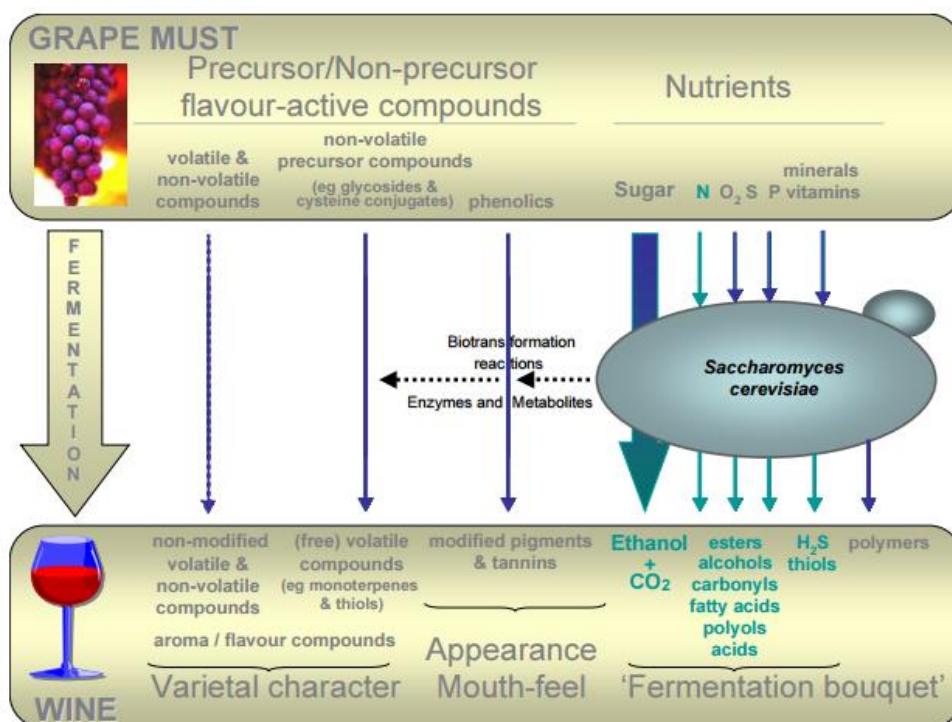 GRAPE MUST
Precursor/Non-precursor
flavour-active compounds
Nutrients
volatile &
non-volatile
compounds
non-volatile
precursor compounds
(eg glycosides &
cysteine conjugates)
phenolics
Sugar
N O2 S P
minerals
vitamins
FERMENTATION
Biotransformation
reactions
Enzymes and Metabolites
Saccharomyces
cerevisiae
non-modified
volatile &
non-volatile
compounds
(free) volatile
compounds
(eg monoterpenes
& thiols)
aroma / flavour compounds
modified pigments
& tannins
Ethanol
+
CO2
esters
alcohols
carbonyls
fatty acids
polyols
acids
H2S
thiols
polymers
Varietal character
Appearance
Mouth-feel
‘Fermentation bouquet’
WINE